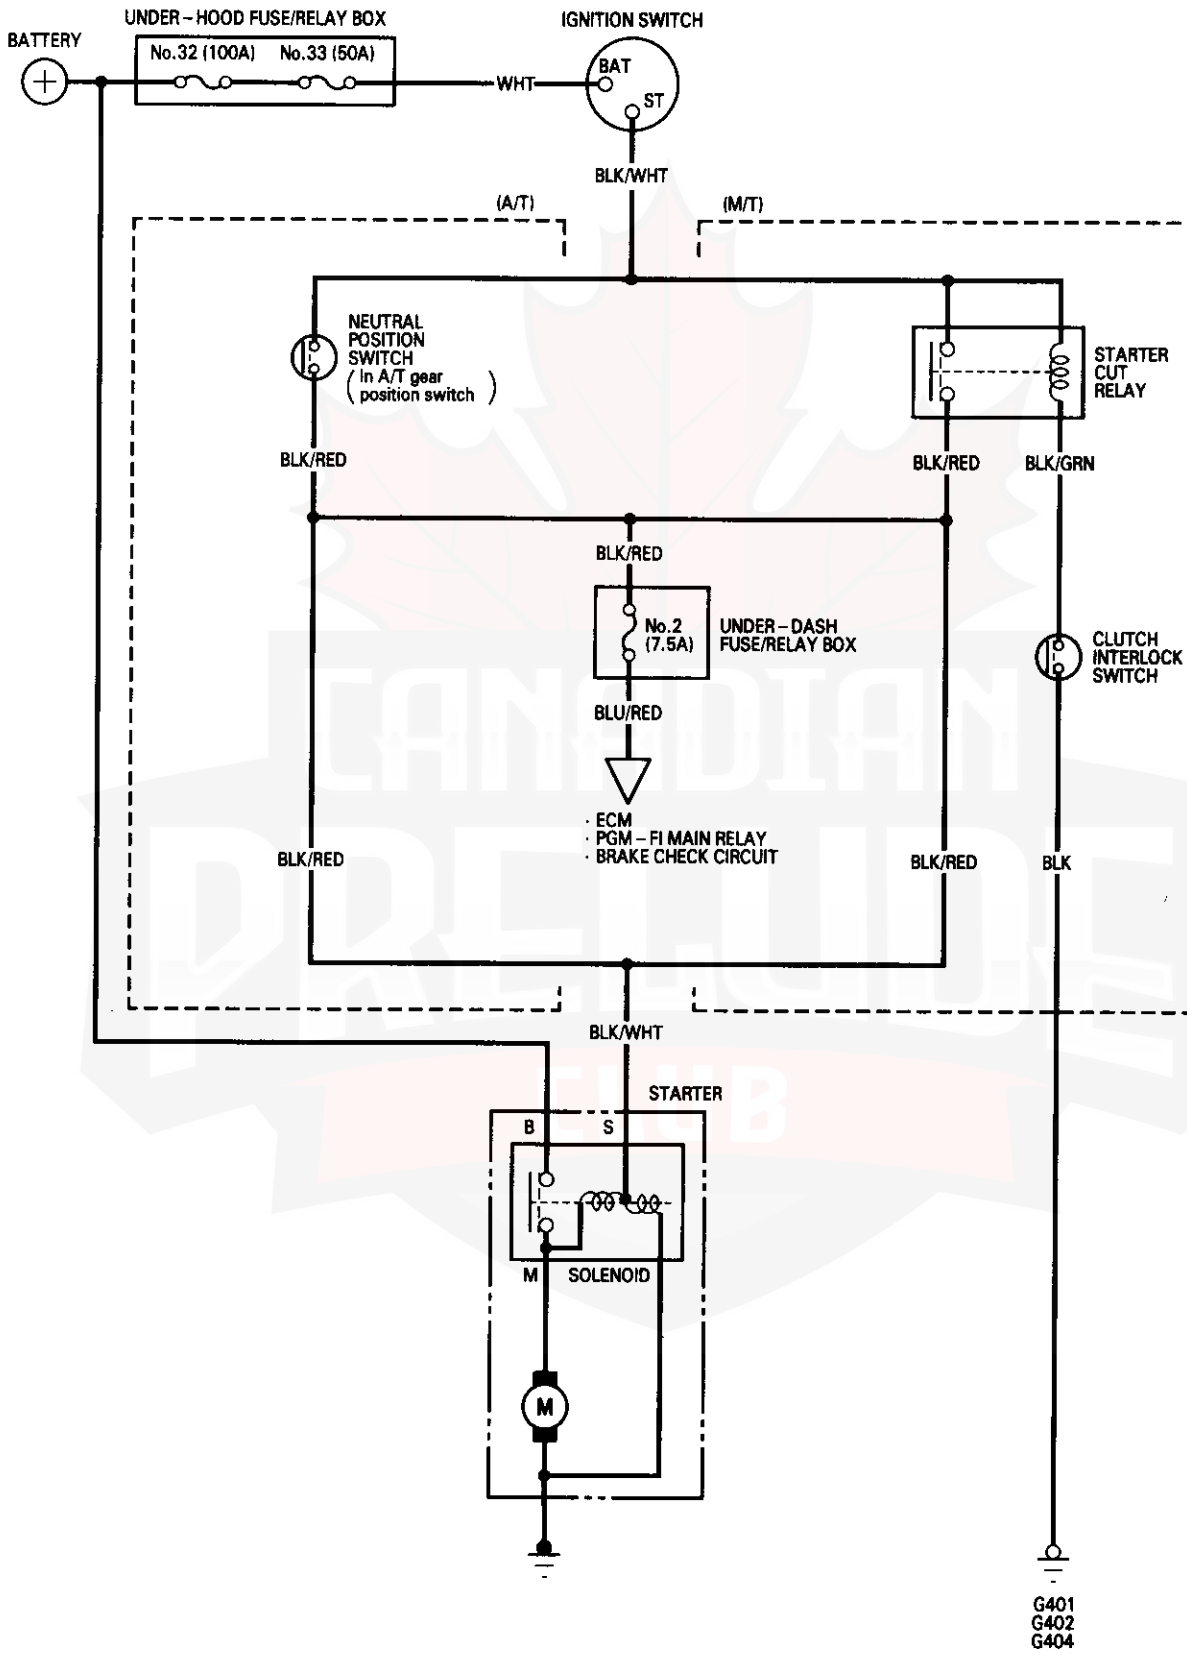 UNDER-HOOD FUSE/RELAY BOX
IGNITION SWITCH
BATTERY
No.32 (100A) No.33 (50A)
+
WHT
BAT
ST
BLK/WHT
(A/T)
(M/T)
NEUTRAL
POSITION
SWITCH
(In A/T gear
position switch)
STARTER
CUT
RELAY
BLK/RED
BLK/RED
BLK/GRN
BLK/RED
No.2
(7.5A)
UNDER-DASH
FUSE/RELAY BOX
CLUTCH
INTERLOCK
SWITCH
BLU/RED
CANADIAN
· ECM
· PGM-FI MAIN RELAY
· BRAKE CHECK CIRCUIT
BLK/RED
BLK/RED
BLK
PRELUDE
BLK/WHT
CLUB
STARTER
B
S
M
SOLENOID
M
G401
G402
G404